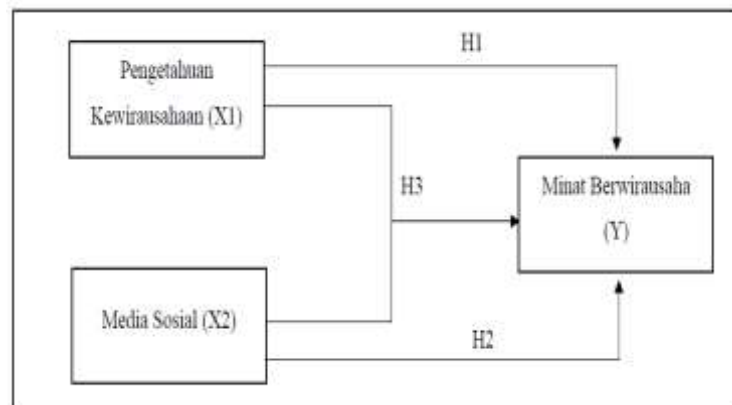 H1
Pengetahuan
Kewirausahaan (X1)
H3
Minat Berwirausaha
(Y)
Media Sosial (X2)
H2